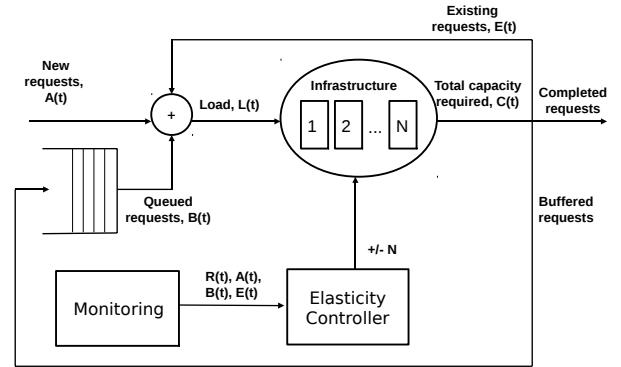 Existing
requests, E(t)
New
requests,
A(t)
+
Load, L(t)
Infrastructure
1 2 ... N
Total capacity
required, C(t)
Completed
requests
Queued
requests, B(t)
Buffered
requests
+/- N
R(t), A(t),
B(t), E(t)
Monitoring
Elasticity
Controller